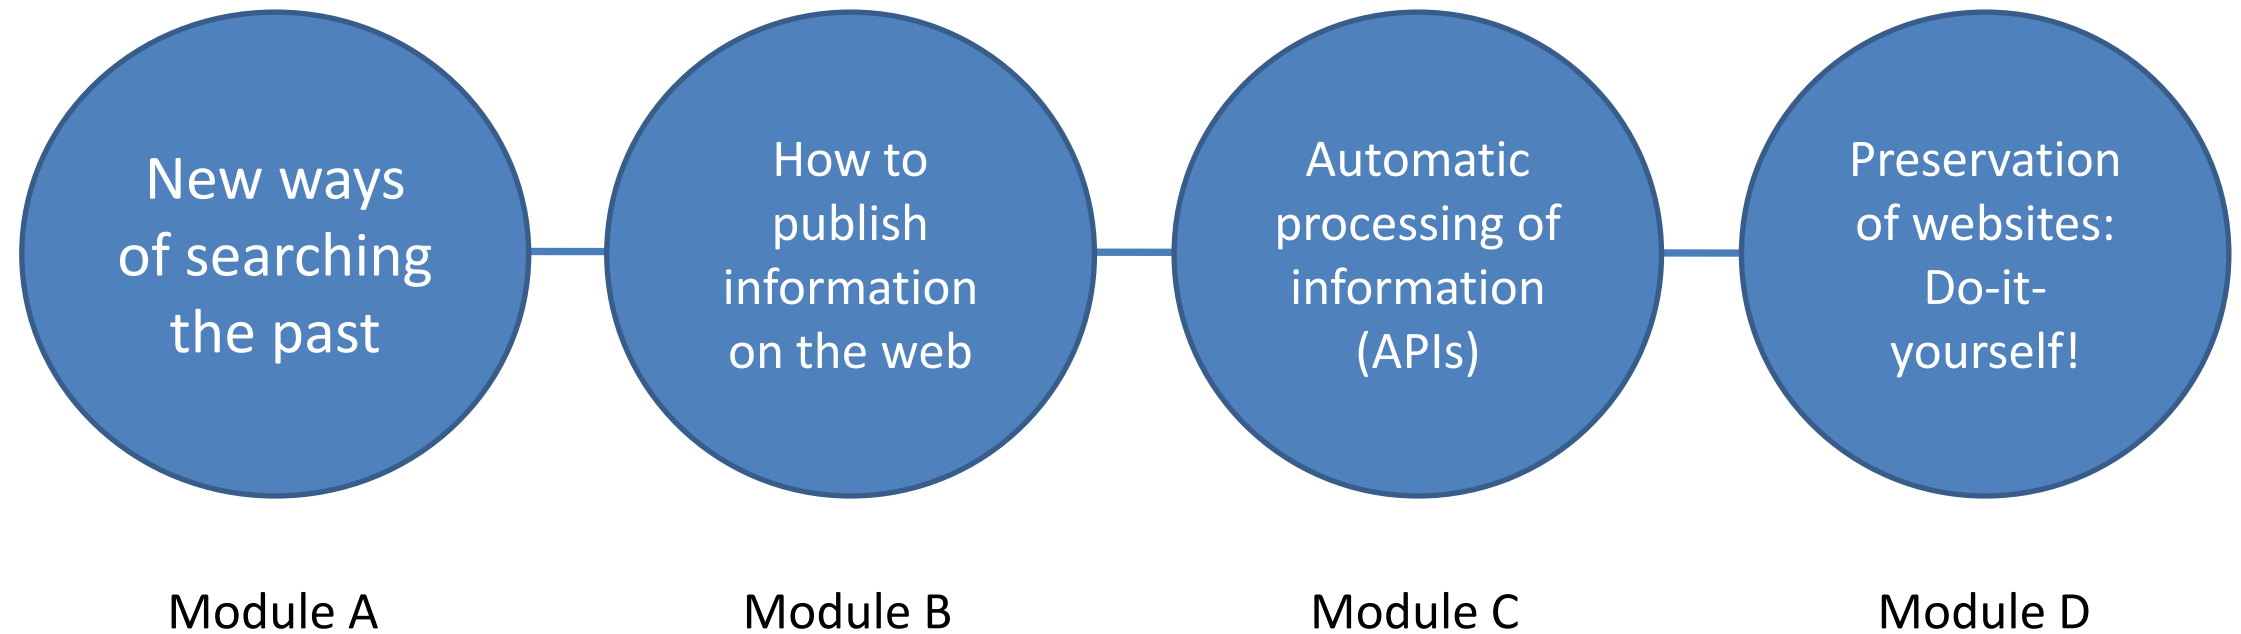 New ways
of searching
the past
How to
publish
information
on the web
Automatic
processing of
information
(APIs)
Preservation
of websites:
Do-it-
yourself!
Module A
Module B
Module C
Module D